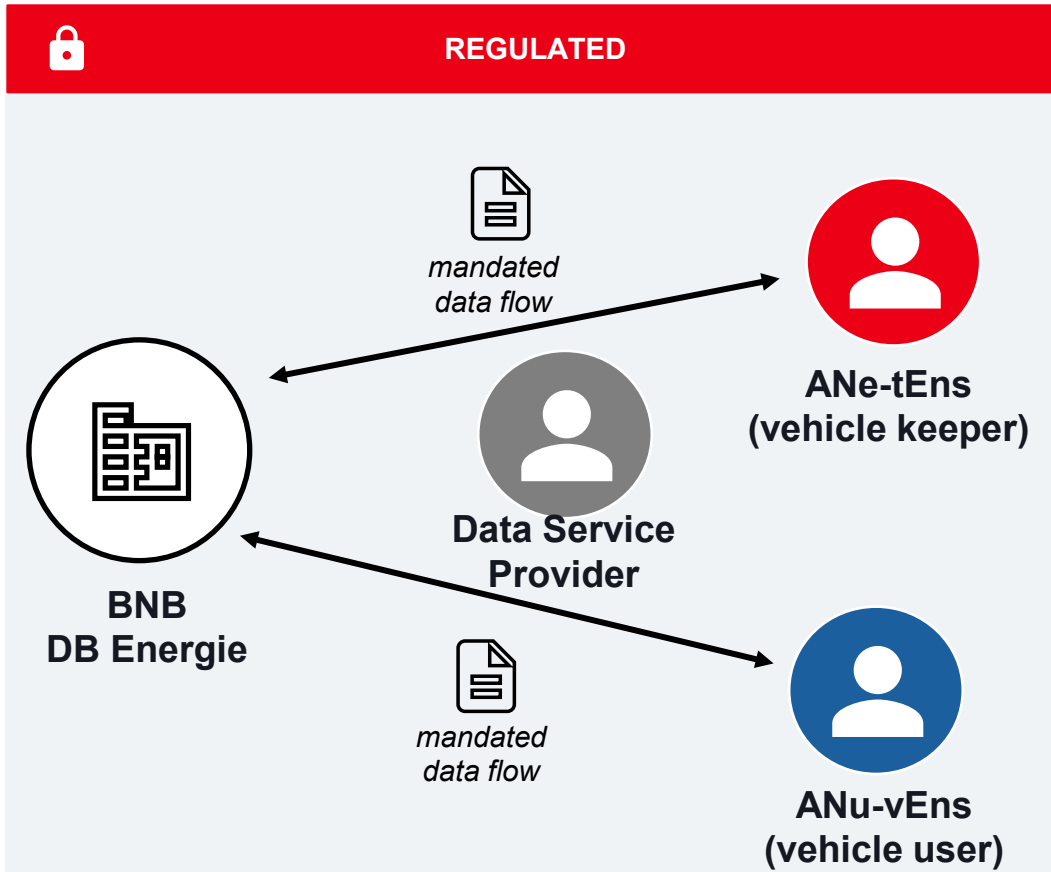 REGULATED
mandated
data flow
ANe-tEns
(vehicle keeper)
Data Service
Provider
BNB
DB Energie
mandated
data flow
ANu-vEns
(vehicle user)